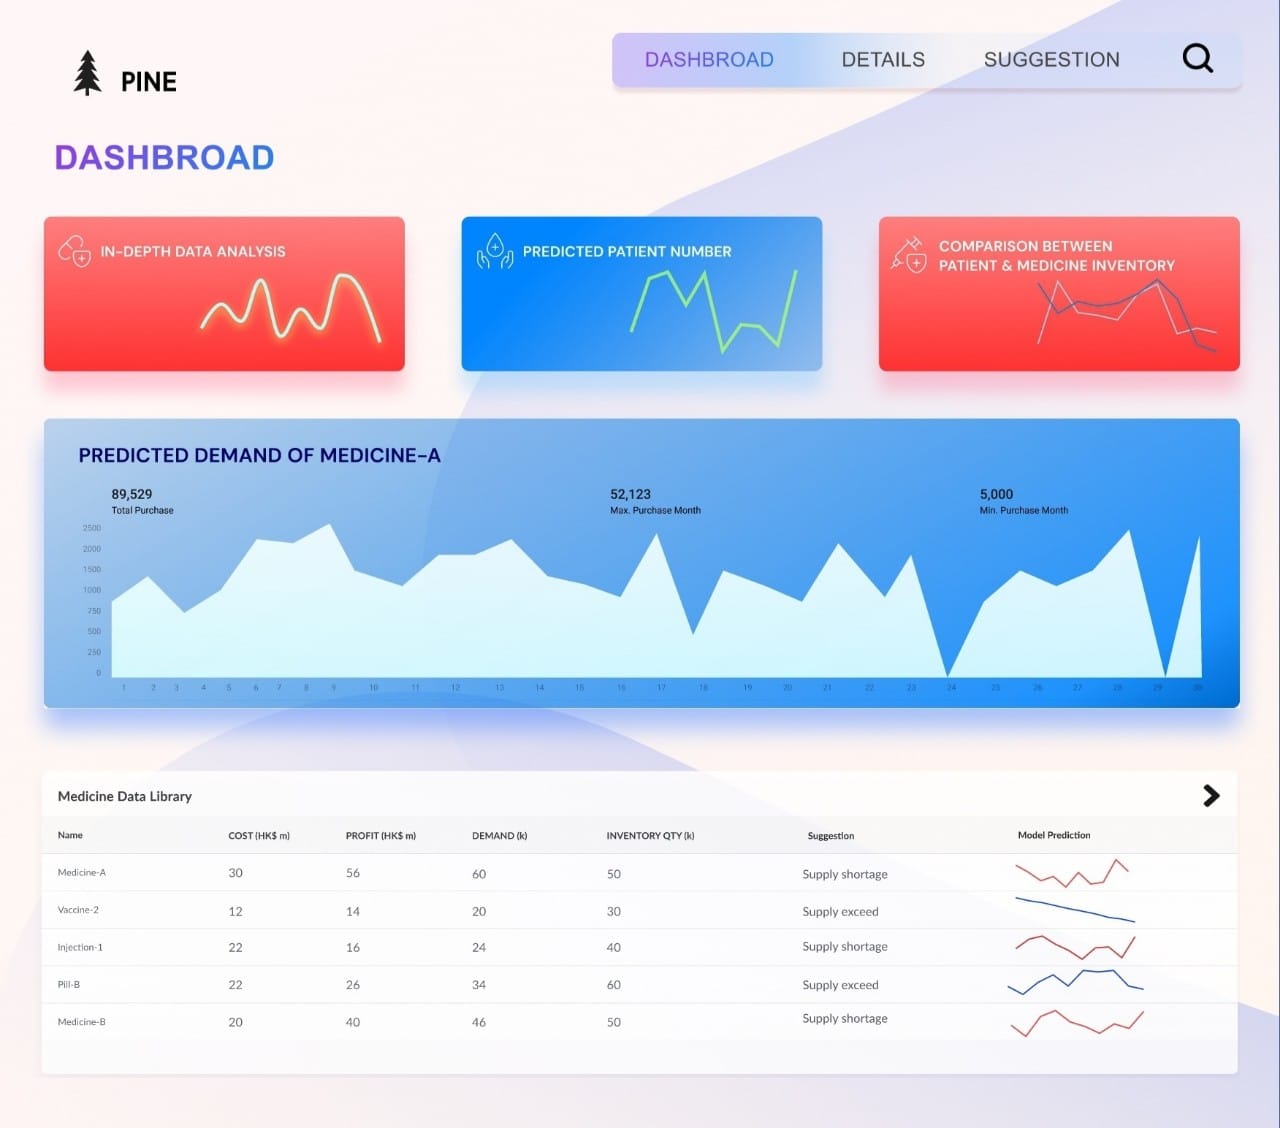 PINE
DASHBROAD DETAILS SUGGESTION
DASHBROAD
IN-DEPTH DATA ANALYSIS
PREDICTED PATIENT NUMBER
COMPARISON BETWEEN
PATIENT & MEDICINE INVENTORY
PREDICTED DEMAND OF MEDICINE-A
89,529
Total Purchase
52,123
Max. Purchase Month
5,000
Min. Purchase Month
2500
2000
1500
1000
750
500
250
0
1 2 3 4 5 6 7 8 9 10 11 12 13 14 15 16 17 18 19 20 21 22 23 24 25 26 27 28 29 30
Medicine Data Library
Name COST (HK$ m) PROFIT (HK$ m) DEMAND (k) INVENTORY QTY (k) Suggestion Model Prediction
Medicine-A 30 56 60 50 Supply shortage
Vaccine-2 12 14 20 30 Supply exceed
Injection-1 22 16 24 40 Supply shortage
Pill-B 22 26 34 60 Supply exceed
Medicine-B 20 40 46 50 Supply shortage